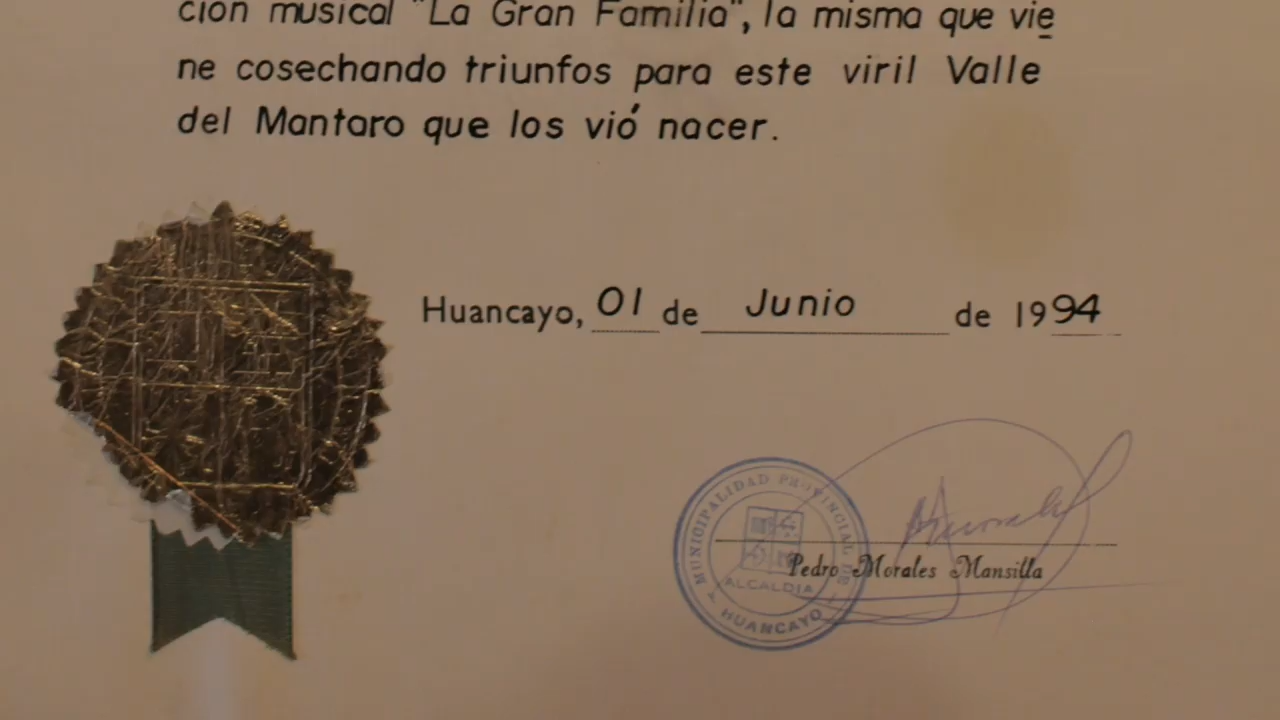 ción musical "La Gran Familia", la misma que vie
ne cosechando triunfos para este viril Valle
del Mantaro que los vió nacer.
Huancayo, 01 de Junio de 1994
MUNICIPALIDAD PROVINCIAL DE
ALCALDIA
HUANCAYO
Pedro Morales Mansilla